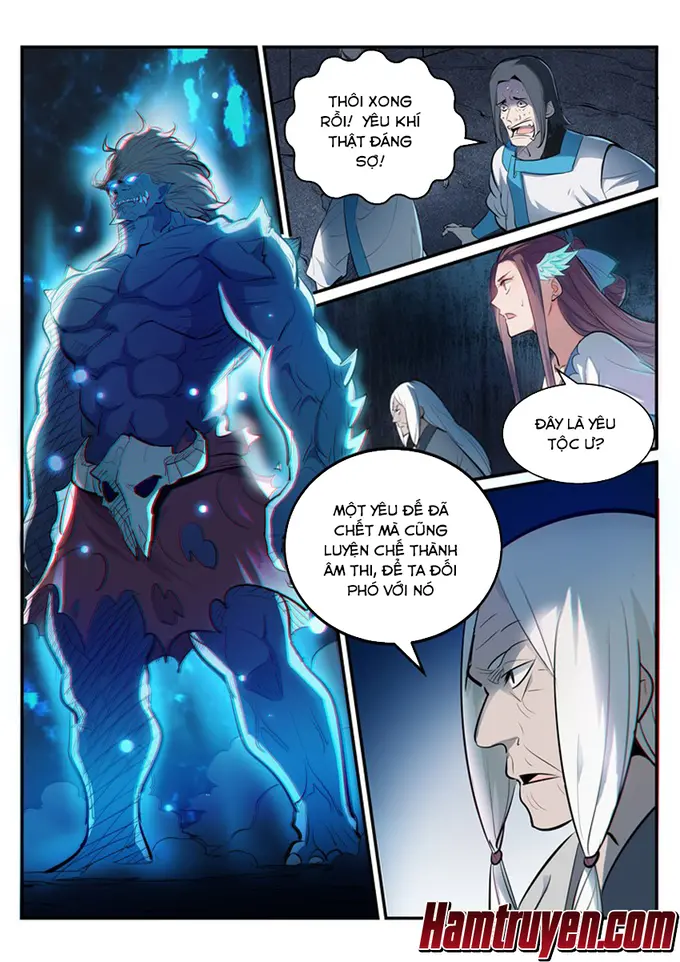 THÔI XONG
RỒI! YÊU KHÍ
THẬT ĐÁNG
SỢ!
ĐÂY LÀ YÊU
TỘC Ư?
MỘT YÊU ĐẾ ĐÃ
CHẾT MÀ CŨNG
LUYỆN CHẾ THÀNH
ÂM THI, ĐỂ TA ĐỐI
PHÓ VỚI NÓ
Hamtruyen.com